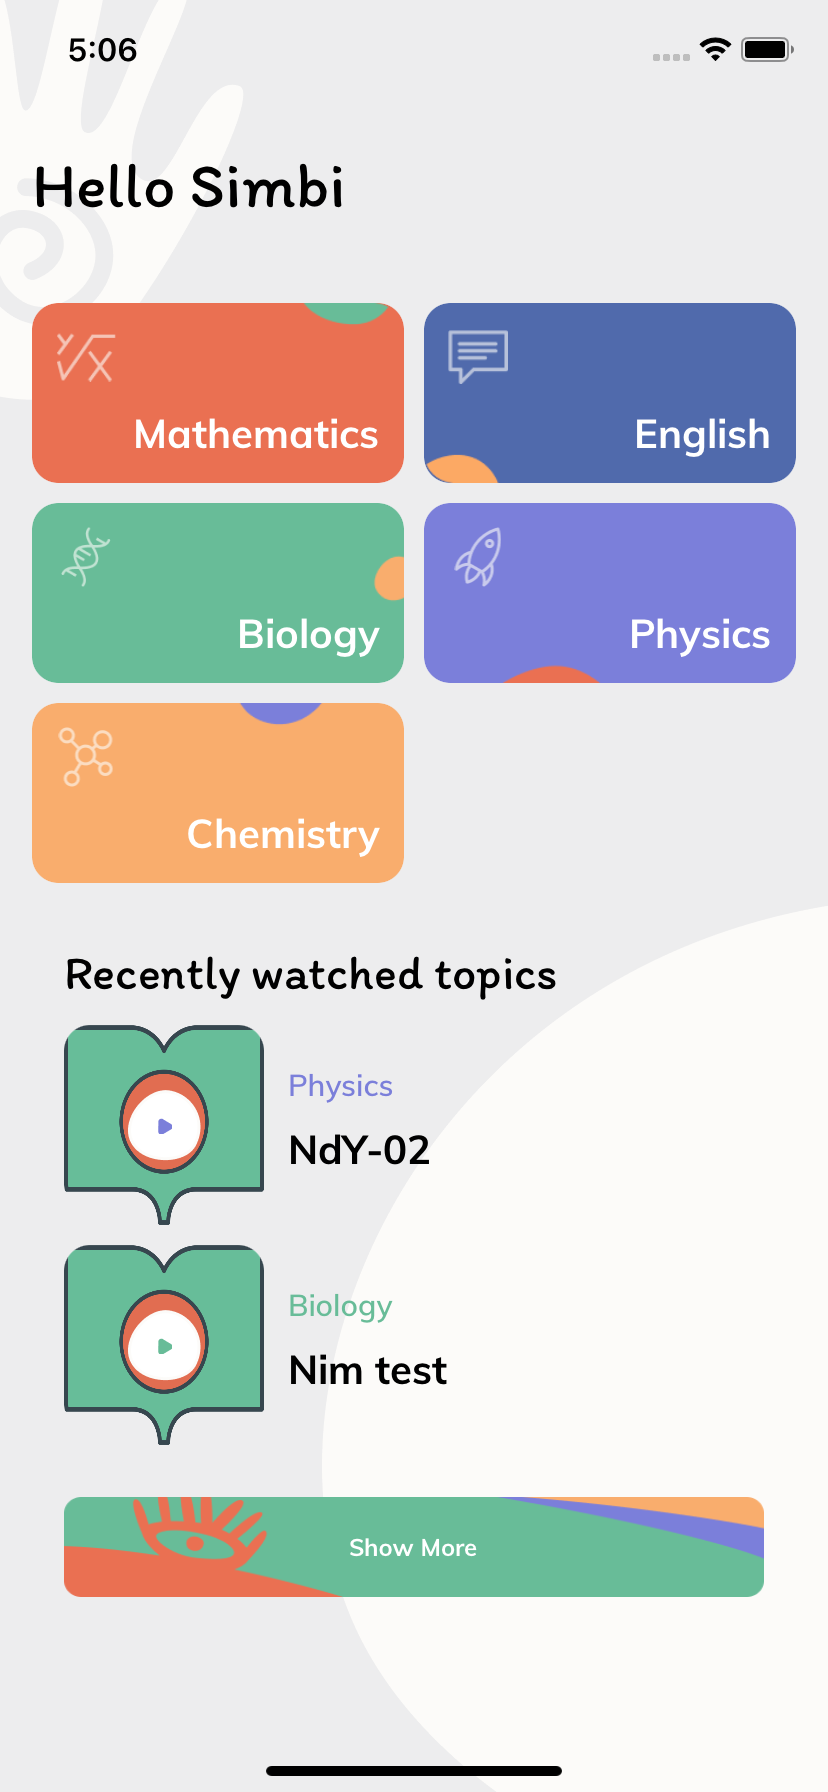 5:06
Hello Simbi
Mathematics
English
Biology
Physics
Chemistry
Recently watched topics
Physics
NdY-02
Biology
Nim test
Show More